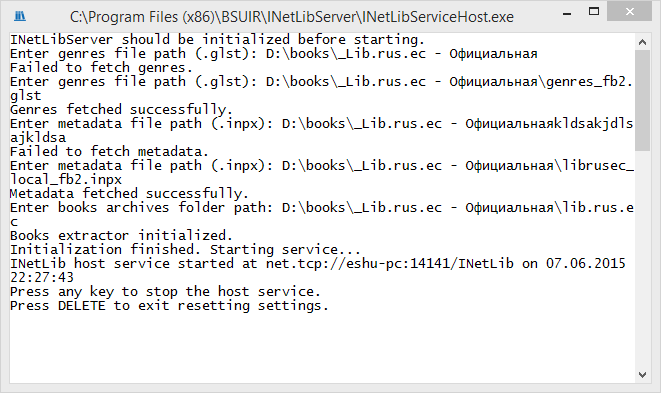 C:\Program Files (x86)\BSUIR\INetLibServer\INetLibServiceHost.exe
INetLibServer should be initialized before starting.
Enter genres file path (.glst): D:\books\_Lib.rus.ec - Официальная
Failed to fetch genres.
Enter genres file path (.glst): D:\books\_Lib.rus.ec - Официальная\genres_fb2.
glst
Genres fetched successfully.
Enter metadata file path (.inpx): D:\books\_Lib.rus.ec - Официальнаяkldsakjdls
ajkldsa
Failed to fetch metadata.
Enter metadata file path (.inpx): D:\books\_Lib.rus.ec - Официальная\librusec_
local_fb2.inpx
Metadata fetched successfully.
Enter books archives folder path: D:\books\_Lib.rus.ec - Официальная\lib.rus.e
c
Books extractor initialized.
Initialization finished. Starting service...
INetLib host service started at net.tcp://eshu-pc:14141/INetLib on 07.06.2015
22:27:43
Press any key to stop the host service.
Press DELETE to exit resetting settings.